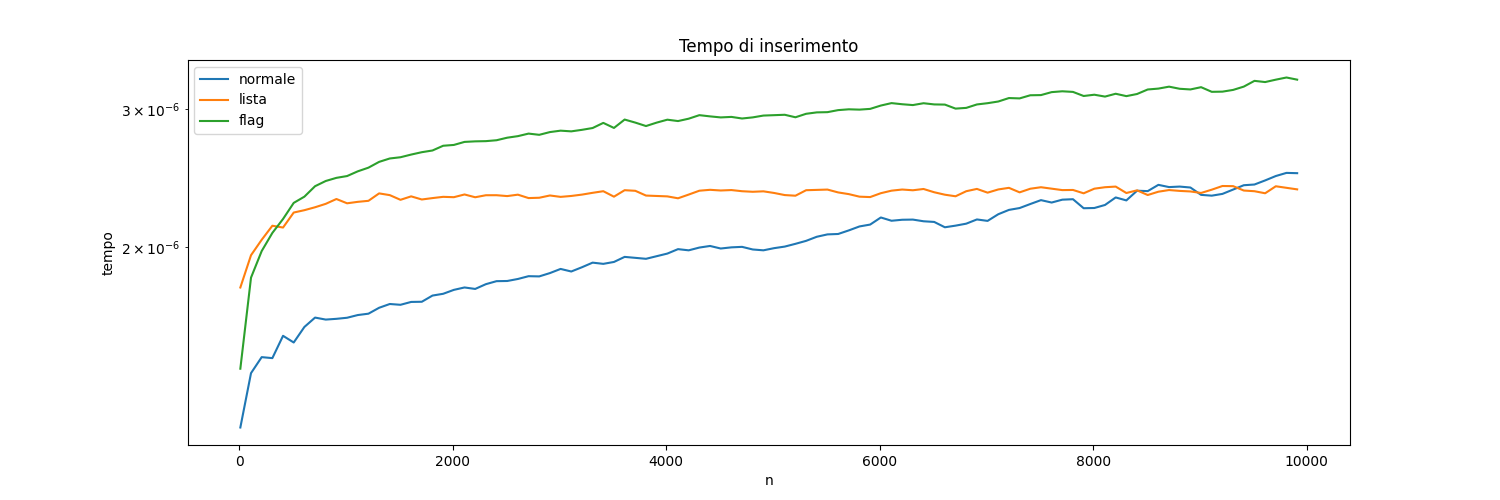 Tempo di inserimento
normale
lista
flag
3 × 10⁻⁶
2 × 10⁻⁶
tempo
0 2000 4000 6000 8000 10000
n